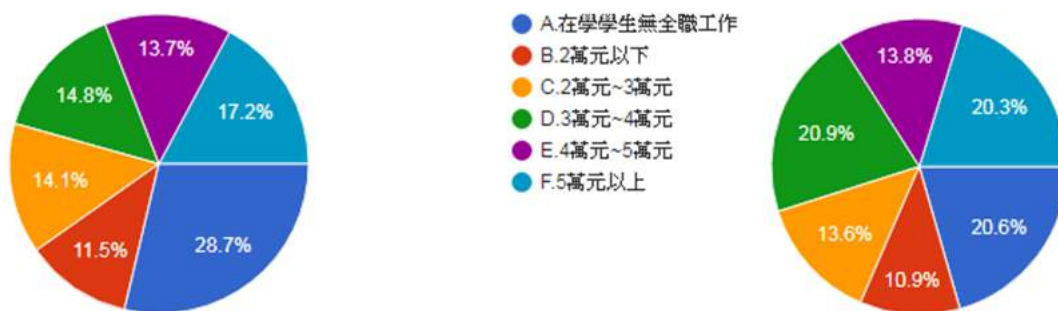 13.7%
17.2%
14.8%
14.1%
11.5%
28.7%
A.在學學生無全職工作
B.2萬元以下
C.2萬元~3萬元
D.3萬元~4萬元
E.4萬元~5萬元
F.5萬元以上
13.8%
20.3%
20.9%
13.6%
10.9%
20.6%